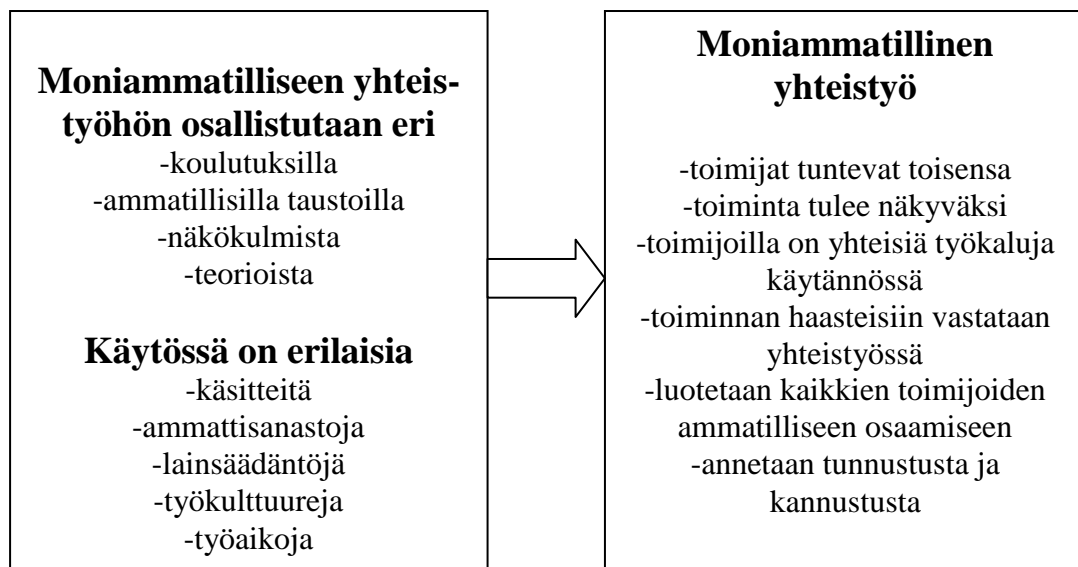 Moniammatilliseen yhteis-
työhön osallistutaan eri
-koulutuksilla
-ammatillisilla taustoilla
-näkökulmista
-teorioista
Käytössä on erilaisia
-käsitteitä
-ammattisanastoja
-lainsäädäntöjä
-työkulttuureja
-työaikoja
Moniammatillinen
yhteistyö
-toimijat tuntevat toisensa
-toiminta tulee näkyväksi
-toimijoilla on yhteisiä työkaluja
käytännössä
-toiminnan haasteisiin vastataan
yhteistyössä
-luotetaan kaikkien toimijoiden
ammatilliseen osaamiseen
-annetaan tunnustusta ja
kannustusta